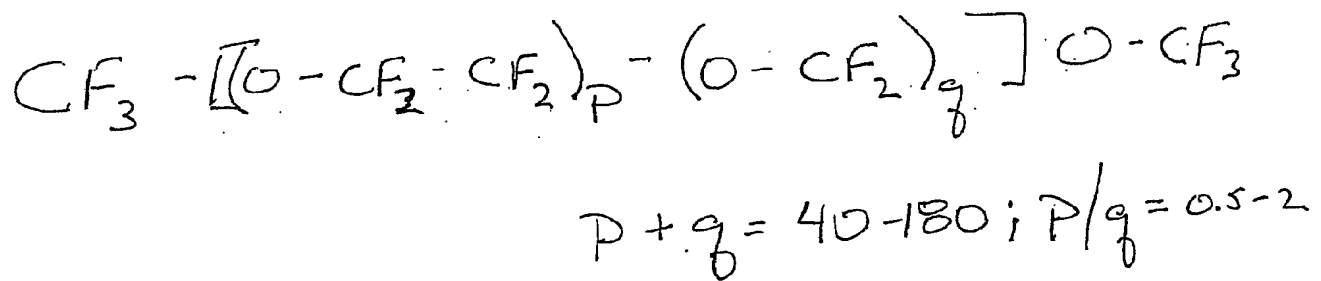 CF₃-[(O-CF₂-CF₂)p-(O-CF₂)q]O-CF₃
P+q=40-180; P/q=0.5-2